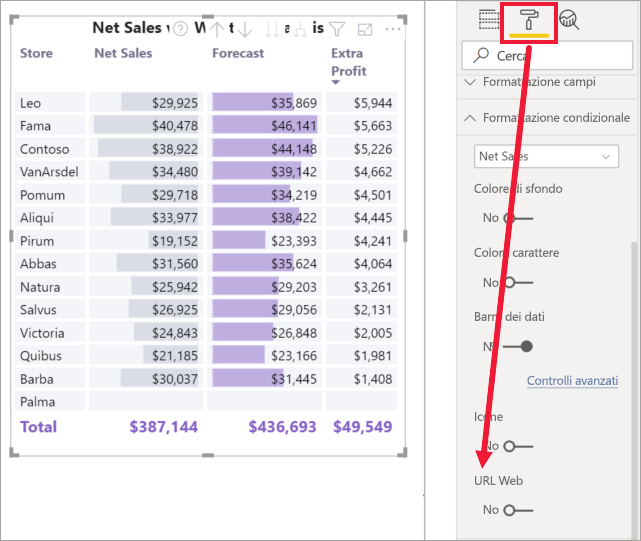 Net Sales v W t is
Store Net Sales Forecast Extra Profit
Leo $29,925 $35,869 $5,944
Fama $40,478 $46,141 $5,663
Contoso $38,922 $44,148 $5,226
VanArsdel $34,480 $39,142 $4,662
Pomum $29,718 $34,219 $4,501
Aliqui $33,977 $38,422 $4,445
Pirum $19,152 $23,393 $4,241
Abbas $31,560 $35,624 $4,064
Natura $25,942 $29,203 $3,261
Salvus $26,925 $29,056 $2,131
Victoria $24,843 $26,848 $2,005
Quibus $21,185 $23,166 $1,981
Barba $30,037 $31,445 $1,408
Palma
Total $387,144 $436,693 $49,549
Cerca
Formattazione campi
Formattazione condizionale
Net Sales
Colore di sfondo
No
Colore carattere
No
Barre dei dati
Controlli avanzati
Icone
No
URL Web
No